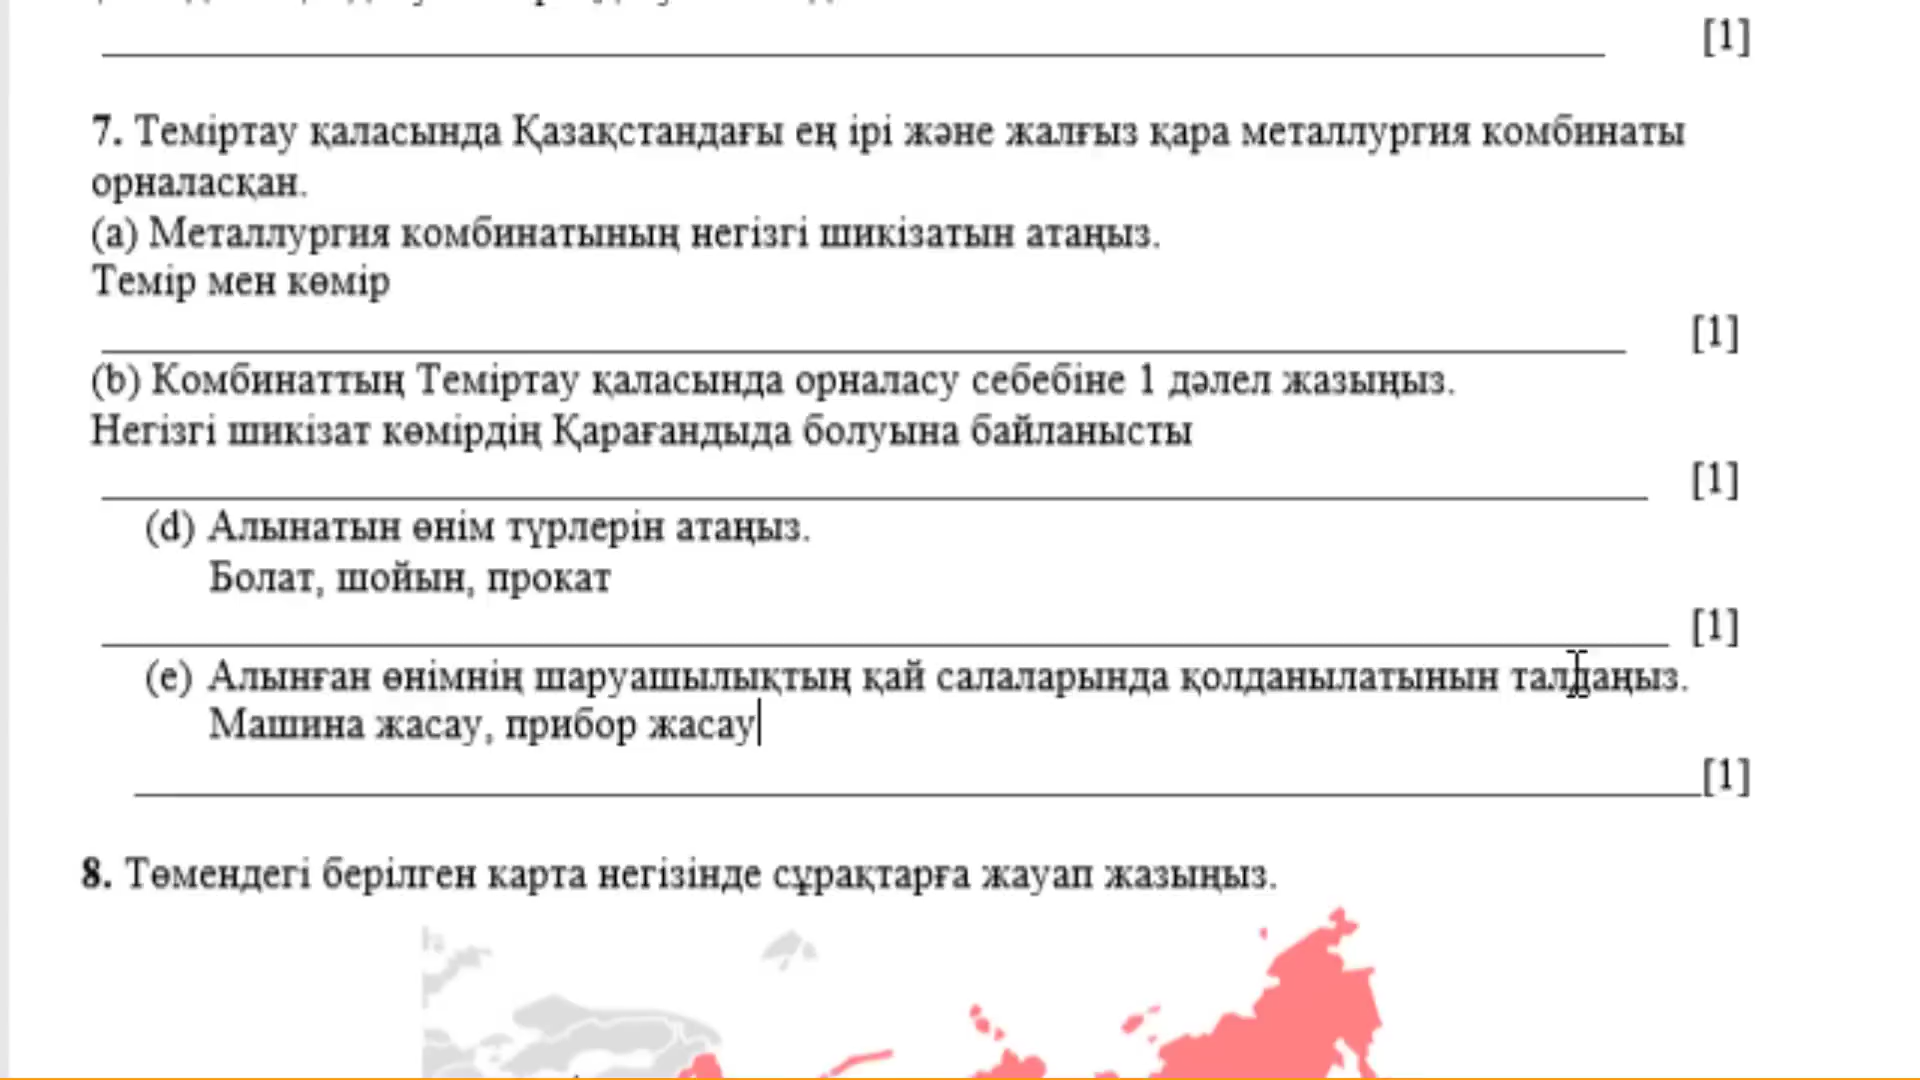 [1]
7. Теміртау қаласында Қазақстандағы ең ірі және жалғыз қара металлургия комбинаты
орналасқан.
(a) Металлургия комбинатының негізгі шикізатын атаңыз.
Темір мен көмір
[1]
(b) Комбинаттың Теміртау қаласында орналасу себебіне 1 дәлел жазыңыз.
Негізгі шикізат көмірдің Қарағандыда болуына байланысты
[1]
(d) Алынатын өнім түрлерін атаңыз.
Болат, шойын, прокат
[1]
(e) Алынған өнімнің шаруашылықтың қай салаларында қолданылатынын талдаңыз.
Машина жасау, прибор жасау
[1]
8. Төмендегі берілген карта негізінде сұрақтарға жауап жазыңыз.